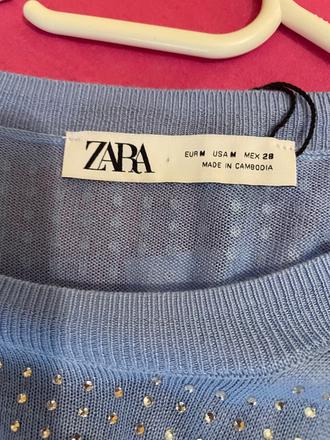 ZARA
EUR M USA M MEX 28
MADE IN CAMBODIA